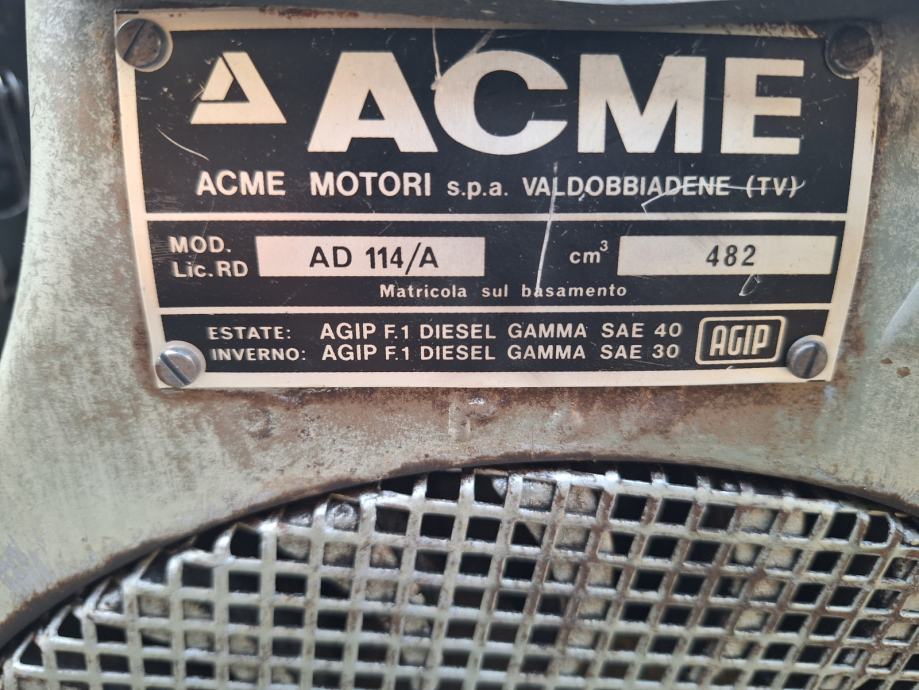 ACME
ACME MOTORI s.p.a. VALDOBBIADENE (TV)
MOD. AD 114/A cm³ 482
Lic.RD
Matricola sul basamento
ESTATE: AGIP F.1 DIESEL GAMMA SAE 40
INVERNO: AGIP F.1 DIESEL GAMMA SAE 30
AGIP